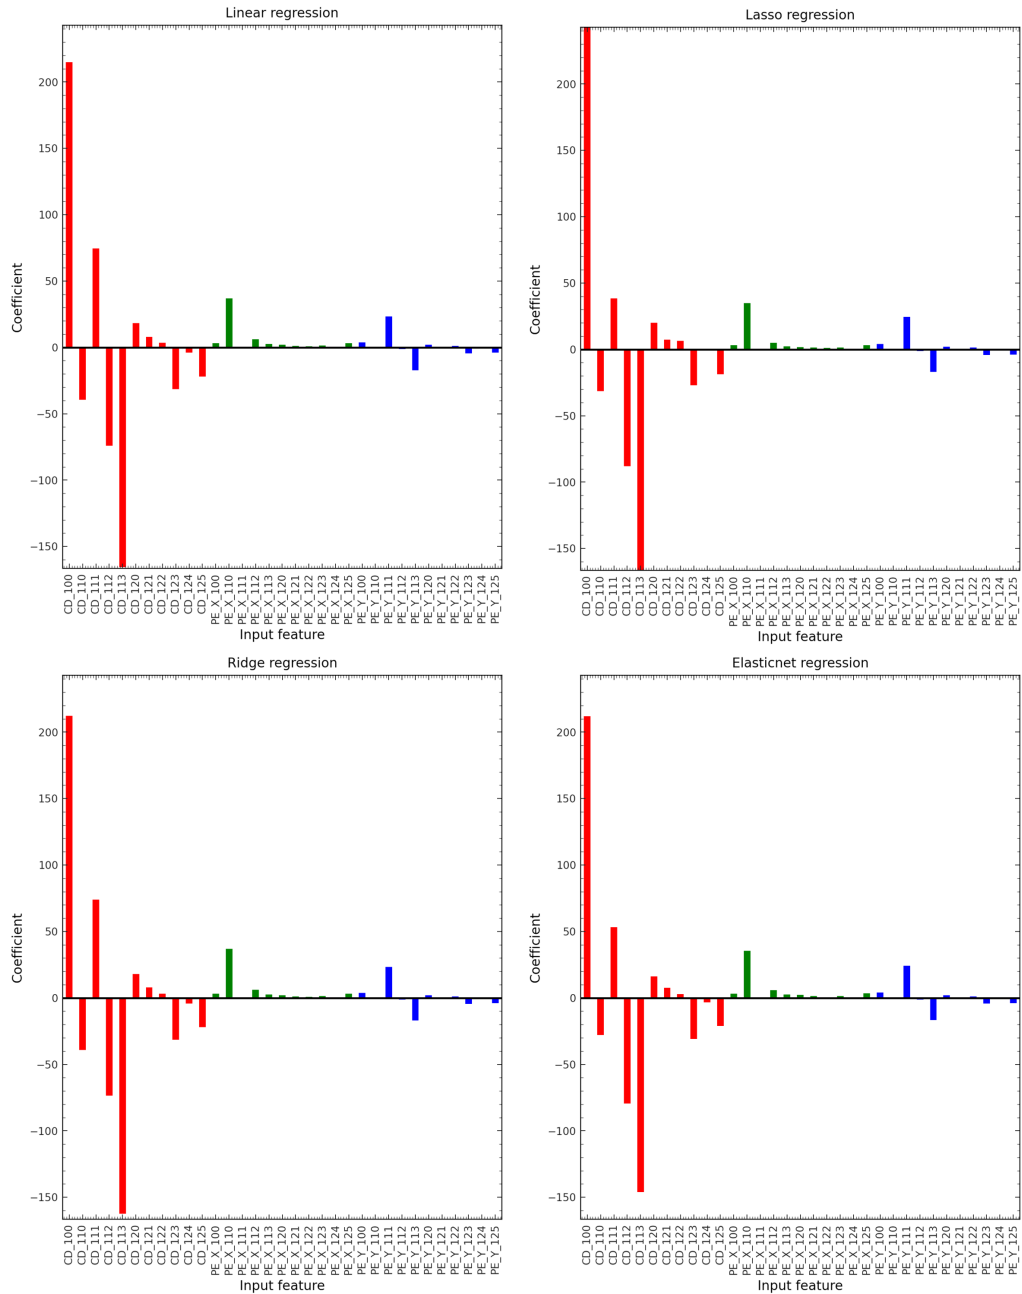 Linear regression
Coefficient
200
150
100
50
0
−50
−100
−150
CD_100
CD_110
CD_111
CD_112
CD_113
CD_120
CD_121
CD_122
CD_123
CD_124
CD_125
PE_X_100
PE_X_110
PE_X_111
PE_X_112
PE_X_113
PE_X_120
PE_X_121
PE_X_122
PE_X_123
PE_X_124
PE_X_125
PE_Y_100
PE_Y_110
PE_Y_111
PE_Y_112
PE_Y_113
PE_Y_120
PE_Y_121
PE_Y_122
PE_Y_123
PE_Y_124
PE_Y_125
Input feature
Lasso regression
Coefficient
200
150
100
50
0
−50
−100
−150
CD_100
CD_110
CD_111
CD_112
CD_113
CD_120
CD_121
CD_122
CD_123
CD_124
CD_125
PE_X_100
PE_X_110
PE_X_111
PE_X_112
PE_X_113
PE_X_120
PE_X_121
PE_X_122
PE_X_123
PE_X_124
PE_X_125
PE_Y_100
PE_Y_110
PE_Y_111
PE_Y_112
PE_Y_113
PE_Y_120
PE_Y_121
PE_Y_122
PE_Y_123
PE_Y_124
PE_Y_125
Input feature
Ridge regression
Coefficient
200
150
100
50
0
−50
−100
−150
CD_100
CD_110
CD_111
CD_112
CD_113
CD_120
CD_121
CD_122
CD_123
CD_124
CD_125
PE_X_100
PE_X_110
PE_X_111
PE_X_112
PE_X_113
PE_X_120
PE_X_121
PE_X_122
PE_X_123
PE_X_124
PE_X_125
PE_Y_100
PE_Y_110
PE_Y_111
PE_Y_112
PE_Y_113
PE_Y_120
PE_Y_121
PE_Y_122
PE_Y_123
PE_Y_124
PE_Y_125
Input feature
Elasticnet regression
Coefficient
200
150
100
50
0
−50
−100
−150
CD_100
CD_110
CD_111
CD_112
CD_113
CD_120
CD_121
CD_122
CD_123
CD_124
CD_125
PE_X_100
PE_X_110
PE_X_111
PE_X_112
PE_X_113
PE_X_120
PE_X_121
PE_X_122
PE_X_123
PE_X_124
PE_X_125
PE_Y_100
PE_Y_110
PE_Y_111
PE_Y_112
PE_Y_113
PE_Y_120
PE_Y_121
PE_Y_122
PE_Y_123
PE_Y_124
PE_Y_125
Input feature